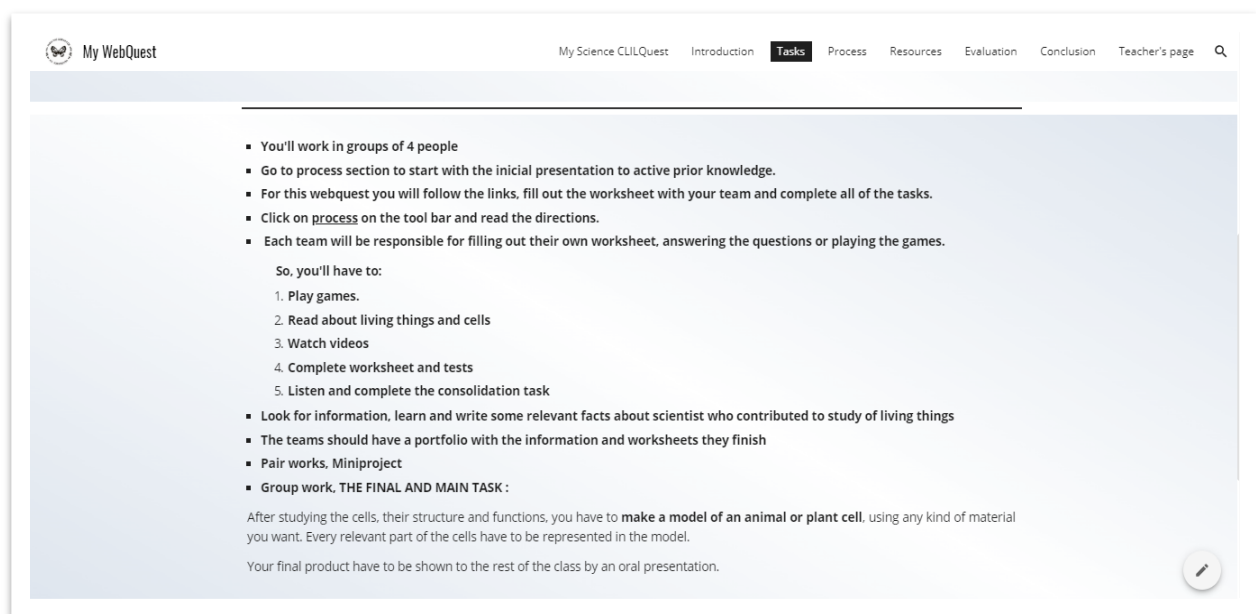 My WebQuest
My Science CLILQuest Introduction Tasks Process Resources Evaluation Conclusion Teacher's page
▪ You'll work in groups of 4 people
▪ Go to process section to start with the inicial presentation to active prior knowledge.
▪ For this webquest you will follow the links, fill out the worksheet with your team and complete all of the tasks.
▪ Click on process on the tool bar and read the directions.
▪ Each team will be responsible for filling out their own worksheet, answering the questions or playing the games.
So, you'll have to:
1. Play games.
2. Read about living things and cells
3. Watch videos
4. Complete worksheet and tests
5. Listen and complete the consolidation task
▪ Look for information, learn and write some relevant facts about scientist who contributed to study of living things
▪ The teams should have a portfolio with the information and worksheets they finish
▪ Pair works, Miniproject
▪ Group work, THE FINAL AND MAIN TASK :
After studying the cells, their structure and functions, you have to make a model of an animal or plant cell, using any kind of material
you want. Every relevant part of the cells have to be represented in the model.
Your final product have to be shown to the rest of the class by an oral presentation.